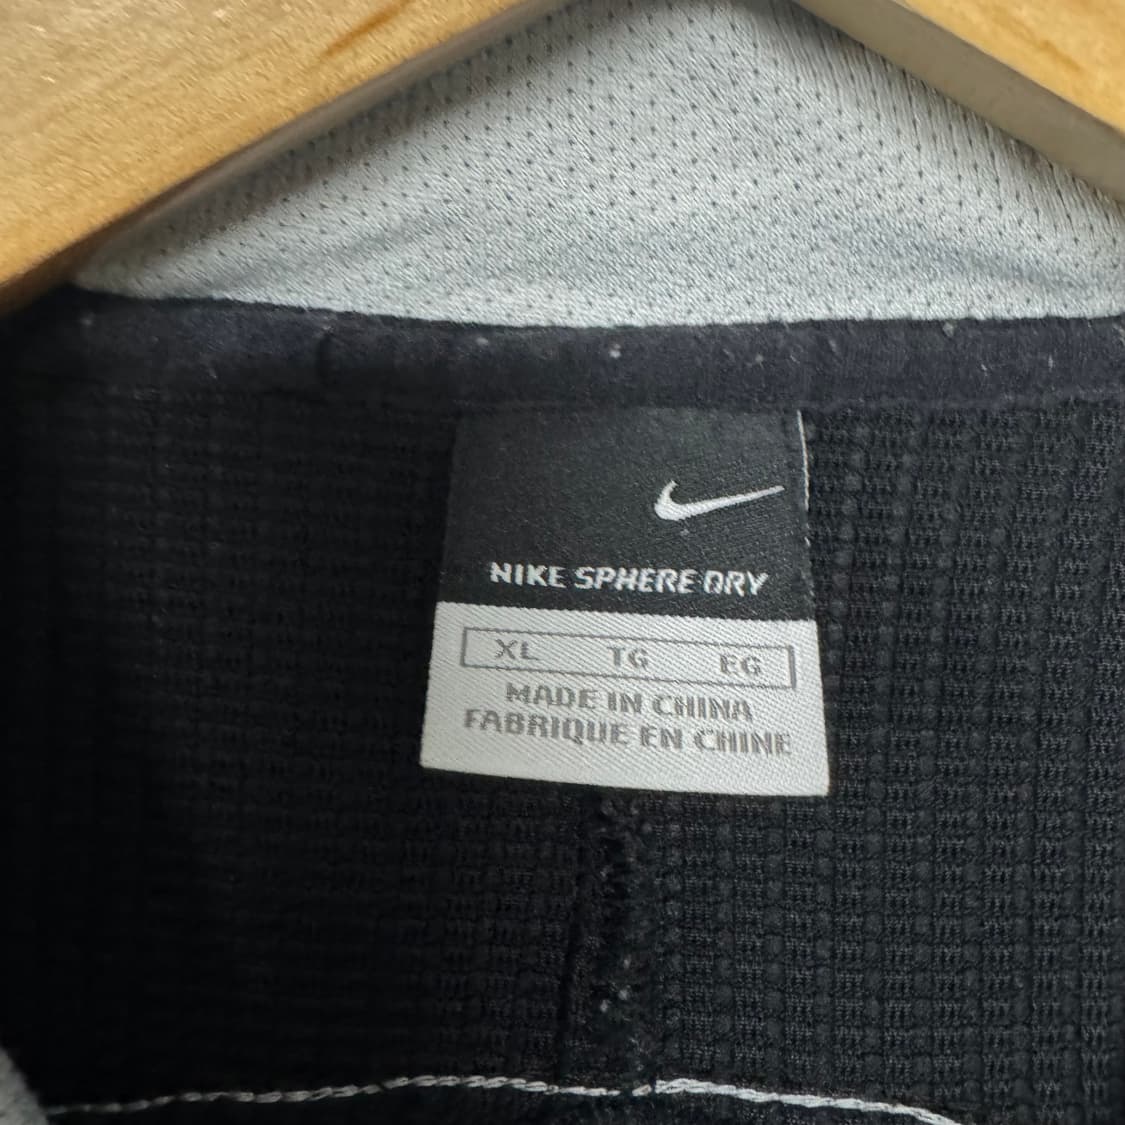 NIKE SPHERE DRY
XL TG EG
MADE IN CHINA
FABRIQUE EN CHINE